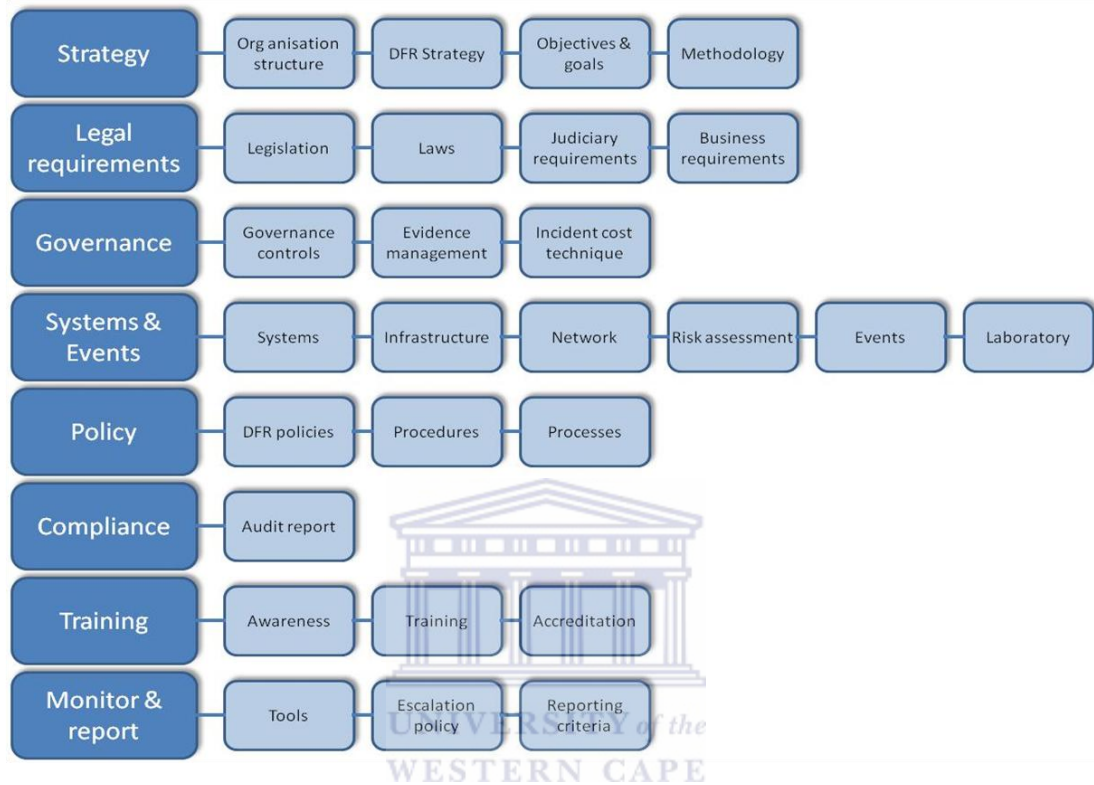 Strategy
Org anisation
structure
DFR Strategy
Objectives &
goals
Methodology
Legal
requirements
Legislation
Laws
Judiciary
requirements
Business
requirements
Governance
Governance
controls
Evidence
management
Incident cost
technique
Systems &
Events
Systems
Infrastructure
Network
Risk assessment
Events
Laboratory
Policy
DFR policies
Procedures
Processes
Compliance
Audit report
Training
Awareness
Training
Accreditation
Monitor &
report
Tools
Escalation
policy
Reporting
criteria
UNIVERSITY of the
WESTERN CAPE